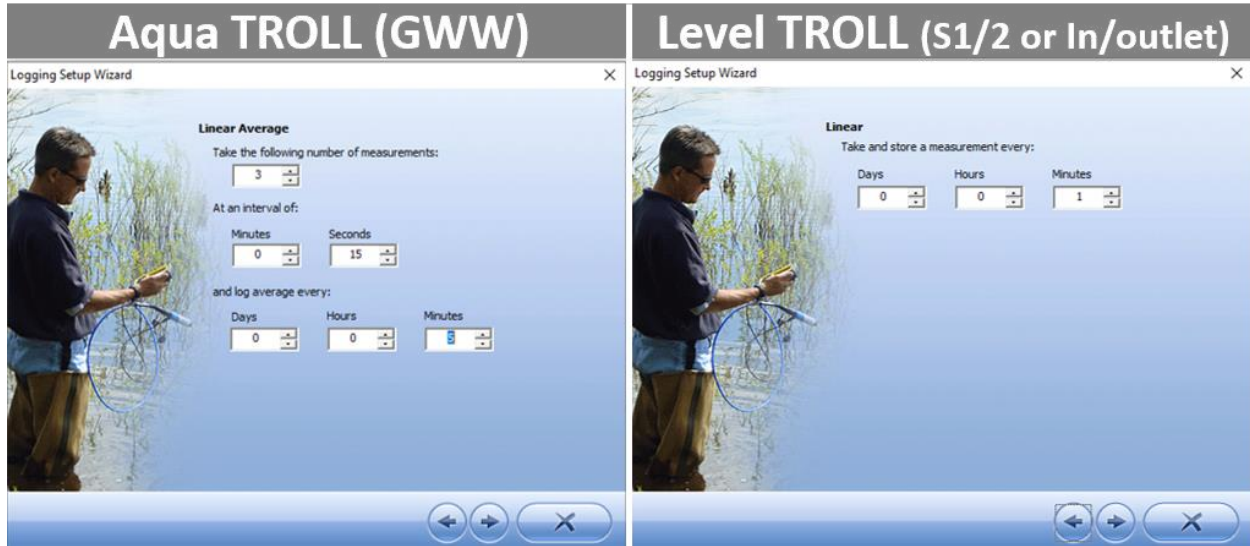 Aqua TROLL (GWW)
Logging Setup Wizard
Linear Average
Take the following number of measurements:
3
At an interval of:
Minutes Seconds
0 15
and log average every:
Days Hours Minutes
0 0 5
Level TROLL (S1/2 or In/outlet)
Logging Setup Wizard
Linear
Take and store a measurement every:
Days Hours Minutes
0 0 1